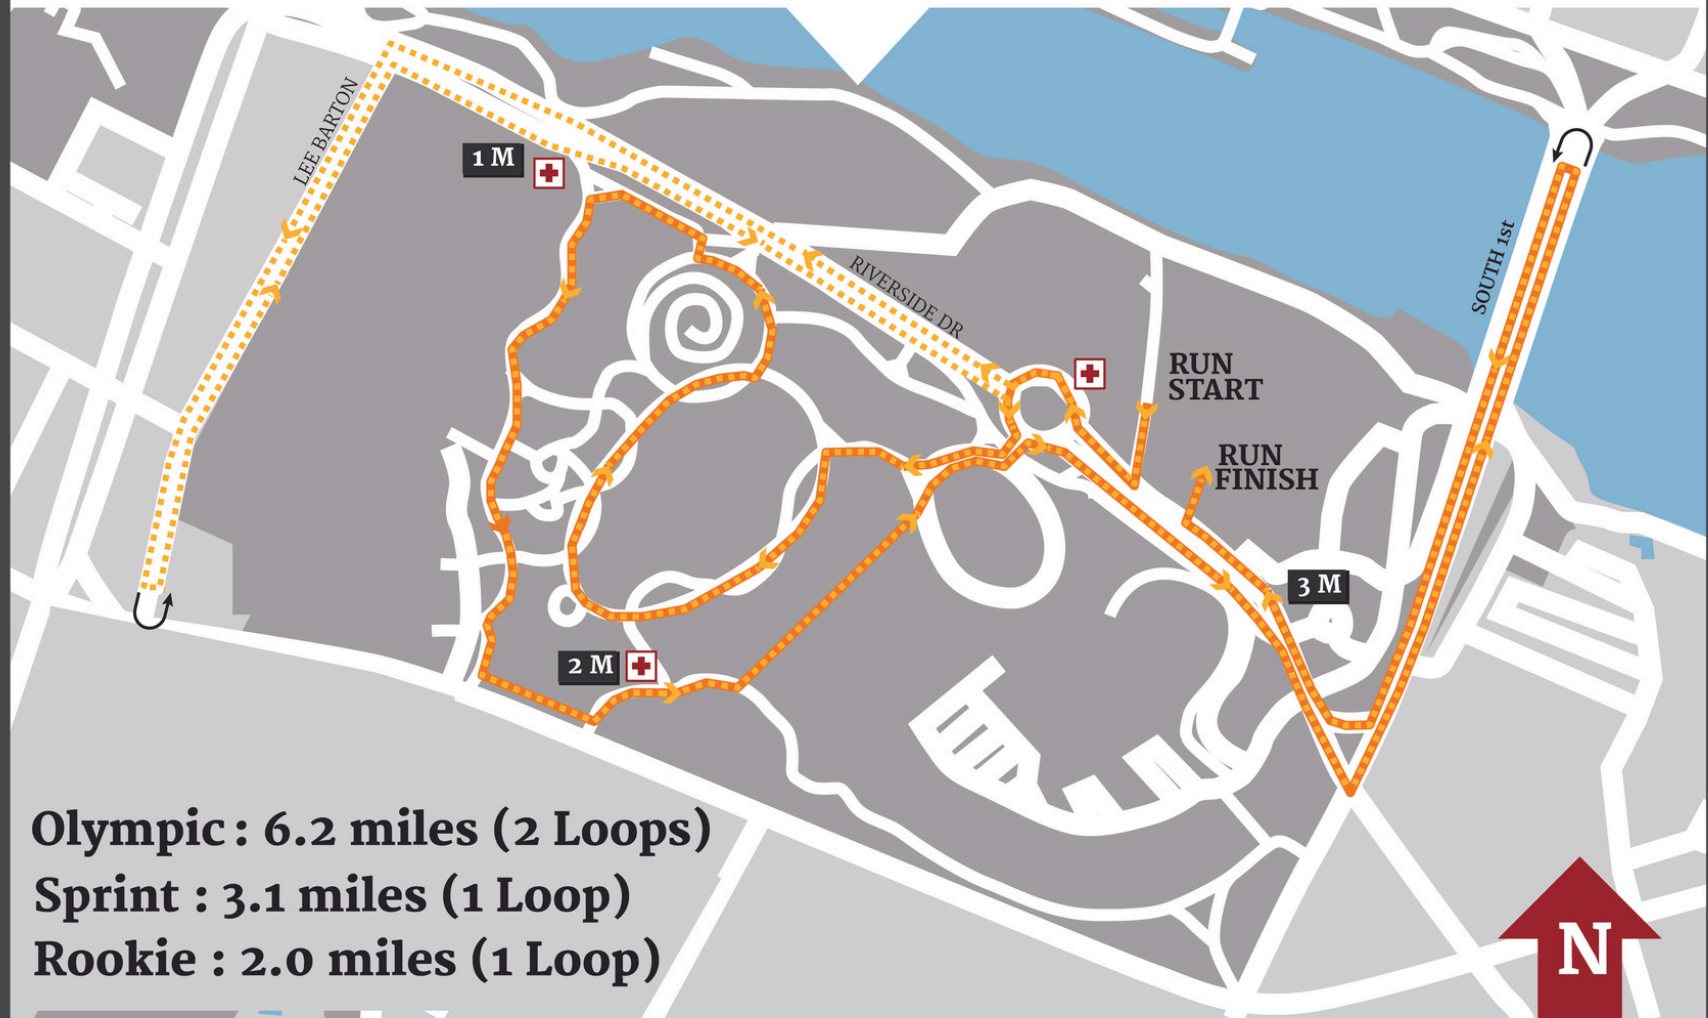 LEE BARTON
1 M
RIVERSIDE DR
SOUTH 1st
RUN
START
RUN
FINISH
3 M
2 M
Olympic : 6.2 miles (2 Loops)
Sprint : 3.1 miles (1 Loop)
Rookie : 2.0 miles (1 Loop)
N